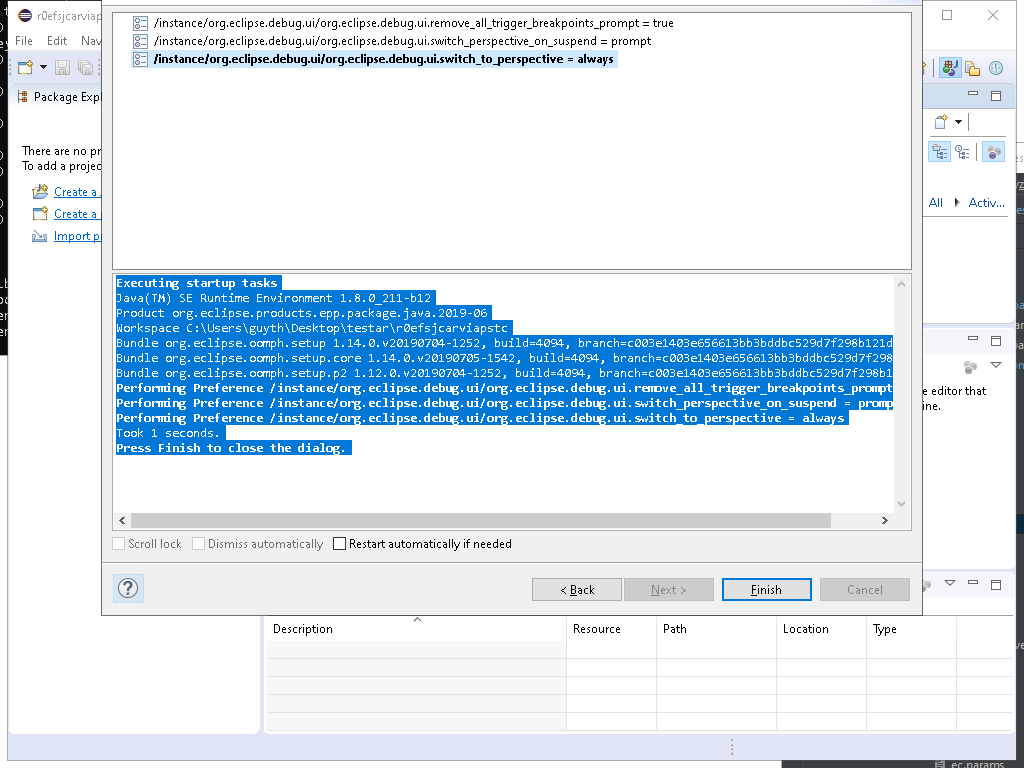 r0efsjcarviap
File Edit Nav
Package Expl
There are no pr
To add a projec
Create a
Create a
Import p
/instance/org.eclipse.debug.ui/org.eclipse.debug.ui.remove_all_trigger_breakpoints_prompt = true
/instance/org.eclipse.debug.ui/org.eclipse.debug.ui.switch_perspective_on_suspend = prompt
/instance/org.eclipse.debug.ui/org.eclipse.debug.ui.switch_to_perspective = always
Executing startup tasks
Java(TM) SE Runtime Environment 1.8.0_211-b12
Product org.eclipse.products.epp.package.java.2019-06
Workspace C:\Users\guyth\Desktop\testar\r0efsjcarviapstc
Bundle org.eclipse.oomph.setup 1.14.0.v20190704-1252, build=4094, branch=c003e1403e656613bb3bddbc529d7f298b121d
Bundle org.eclipse.oomph.setup.core 1.14.0.v20190705-1542, build=4094, branch=c003e1403e656613bb3bddbc529d7f298
Bundle org.eclipse.oomph.setup.p2 1.12.0.v20190704-1252, build=4094, branch=c003e1403e656613bb3bddbc529d7f298b1
Performing Preference /instance/org.eclipse.debug.ui/org.eclipse.debug.ui.remove_all_trigger_breakpoints_prompt
Performing Preference /instance/org.eclipse.debug.ui/org.eclipse.debug.ui.switch_perspective_on_suspend = promp
Performing Preference /instance/org.eclipse.debug.ui/org.eclipse.debug.ui.switch_to_perspective = always
Took 1 seconds.
Press Finish to close the dialog.
Scroll lock Dismiss automatically Restart automatically if needed
< Back Next > Finish Cancel
All Activ...
e editor that
ine.
Description Resource Path Location Type
ec.params